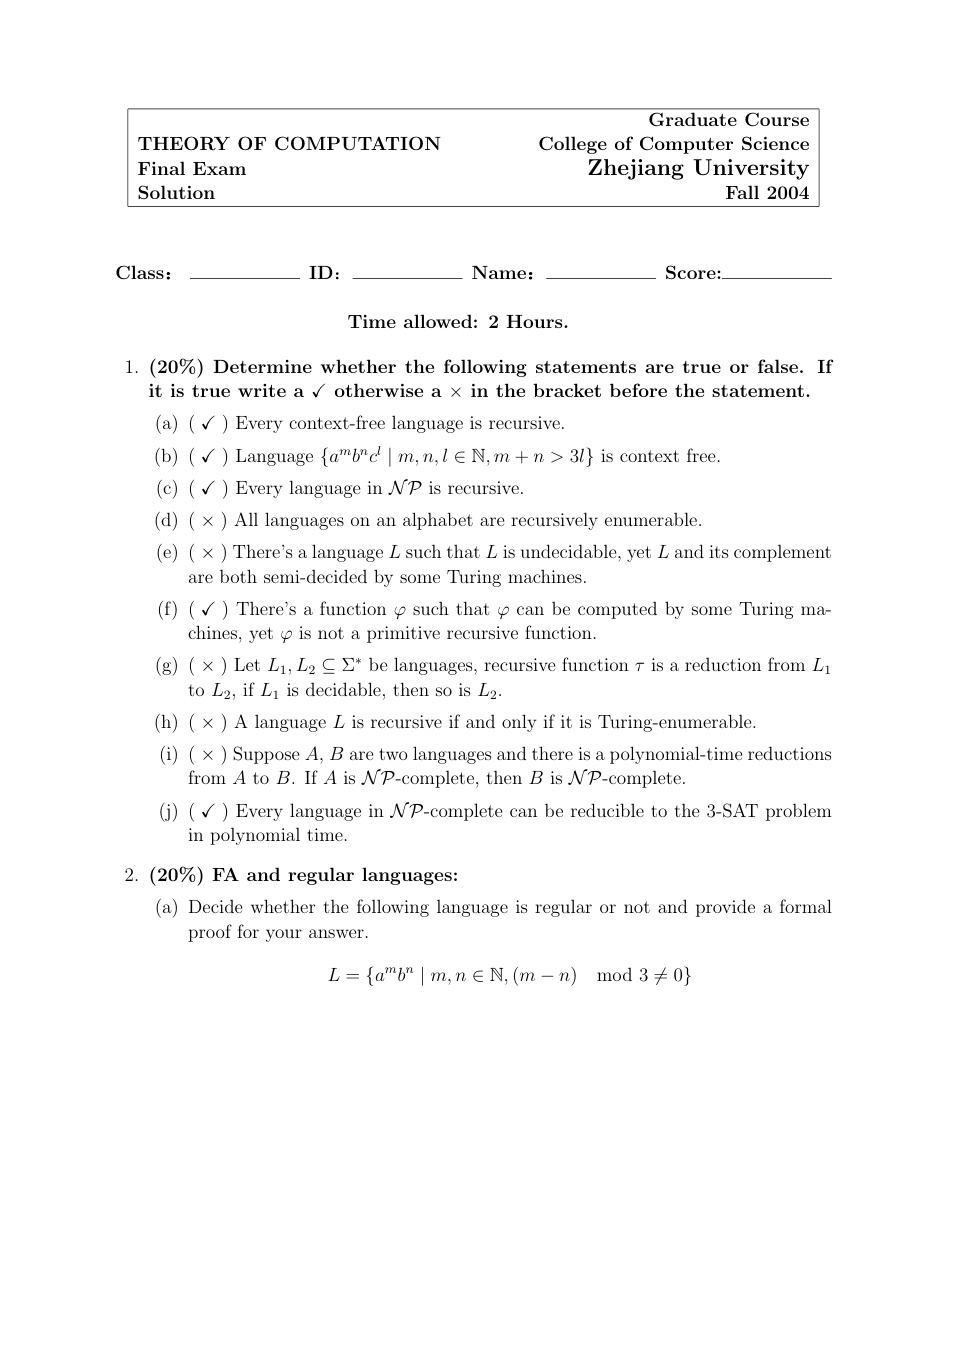 Graduate Course
THEORY OF COMPUTATION College of Computer Science
Final Exam Zhejiang University
Solution Fall 2004
Class： ID: Name： Score:
Time allowed: 2 Hours.
1. (20%) Determine whether the following statements are true or false. If
it is true write a ✓ otherwise a × in the bracket before the statement.
(a) ( ✓ ) Every context-free language is recursive.
(b) ( ✓ ) Language {aᵐbⁿcˡ | m, n, l ∈ ℕ, m + n > 3l} is context free.
(c) ( ✓ ) Every language in 𝒩𝒫 is recursive.
(d) ( × ) All languages on an alphabet are recursively enumerable.
(e) ( × ) There's a language L such that L is undecidable, yet L and its complement
are both semi-decided by some Turing machines.
(f) ( ✓ ) There's a function φ such that φ can be computed by some Turing ma-
chines, yet φ is not a primitive recursive function.
(g) ( × ) Let L₁, L₂ ⊆ Σ* be languages, recursive function τ is a reduction from L₁
to L₂, if L₁ is decidable, then so is L₂.
(h) ( × ) A language L is recursive if and only if it is Turing-enumerable.
(i) ( × ) Suppose A, B are two languages and there is a polynomial-time reductions
from A to B. If A is 𝒩𝒫-complete, then B is 𝒩𝒫-complete.
(j) ( ✓ ) Every language in 𝒩𝒫-complete can be reducible to the 3-SAT problem
in polynomial time.
2. (20%) FA and regular languages:
(a) Decide whether the following language is regular or not and provide a formal
proof for your answer.
L = {aᵐbⁿ | m, n ∈ ℕ, (m − n) mod 3 ≠ 0}